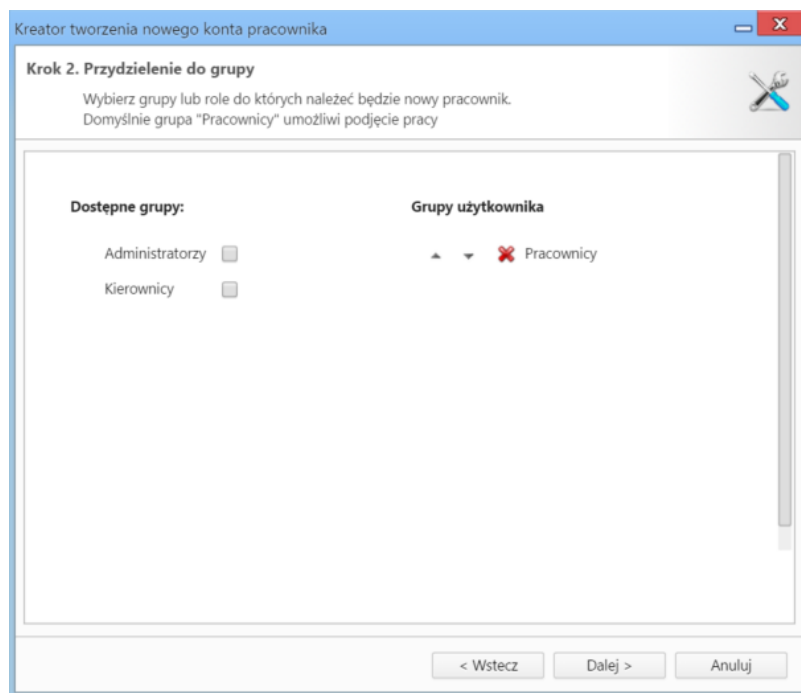 Kreator tworzenia nowego konta pracownika
Krok 2. Przydzielenie do grupy
Wybierz grupy lub role do których należeć będzie nowy pracownik.
Domyślnie grupa "Pracownicy" umożliwi podjęcie pracy
Dostępne grupy:
Grupy użytkownika
Administratorzy
Pracownicy
Kierownicy
< Wstecz
Dalej >
Anuluj